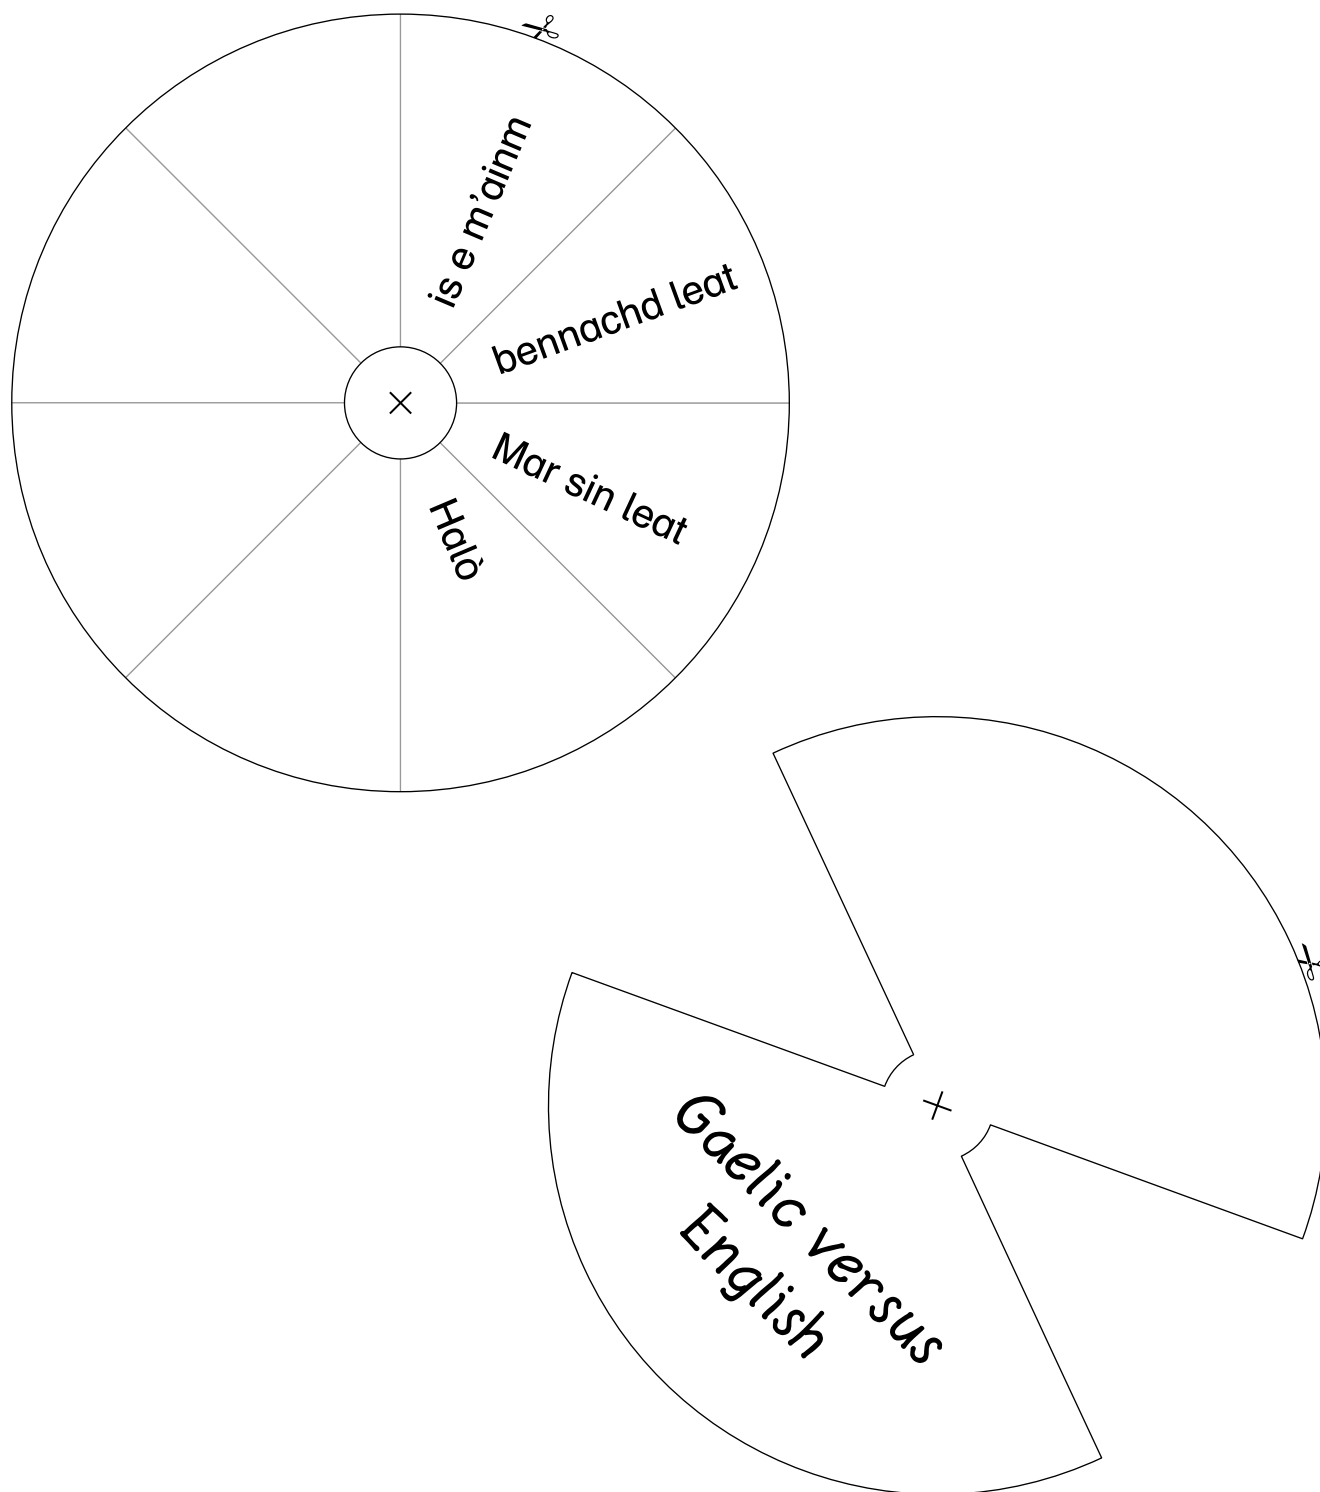 is e m’ainm
bennachd leat
Mar sin leat
Halò
Gaelic versus
English